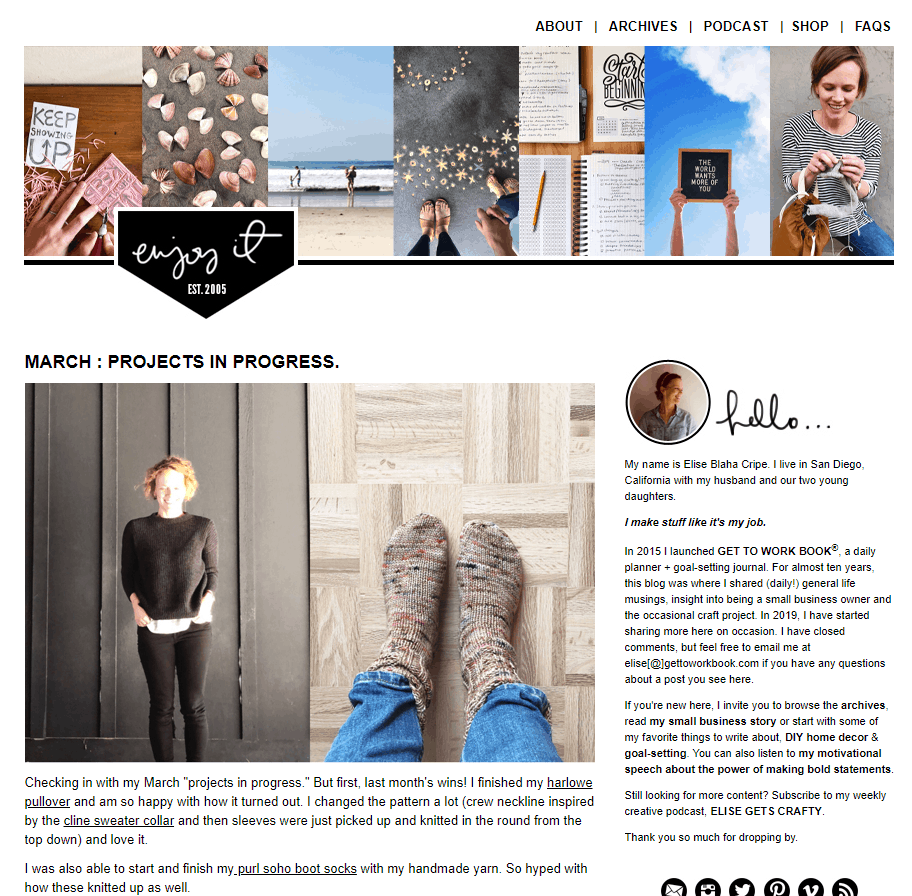 ABOUT | ARCHIVES | PODCAST | SHOP | FAQS
KEEP
SHOWING
UP
START
BEGINNING
THE
WORLD
WANTS
MORE OF
YOU
enjoy it
EST. 2005
MARCH : PROJECTS IN PROGRESS.
hello...
My name is Elise Blaha Cripe. I live in San Diego,
California with my husband and our two young
daughters.
I make stuff like it's my job.
In 2015 I launched GET TO WORK BOOK®, a daily
planner + goal-setting journal. For almost ten years,
this blog was where I shared (daily!) general life
musings, insight into being a small business owner and
the occasional craft project. In 2019, I have started
sharing more here on occasion. I have closed
comments, but feel free to email me at
elise[@]gettoworkbook.com if you have any questions
about a post you see here.
If you're new here, I invite you to browse the archives,
read my small business story or start with some of
my favorite things to write about, DIY home decor &
goal-setting. You can also listen to my motivational
speech about the power of making bold statements.
Still looking for more content? Subscribe to my weekly
creative podcast, ELISE GETS CRAFTY.
Thank you so much for dropping by.
Checking in with my March "projects in progress." But first, last month's wins! I finished my harlowe
pullover and am so happy with how it turned out. I changed the pattern a lot (crew neckline inspired
by the cline sweater collar and then sleeves were just picked up and knitted in the round from the
top down) and love it.
I was also able to start and finish my purl soho boot socks with my handmade yarn. So hyped with
how these knitted up as well.